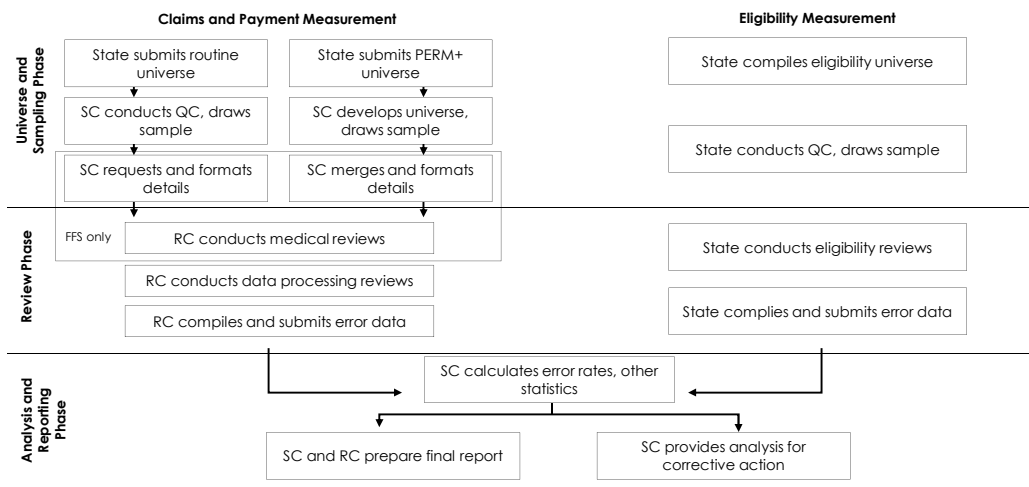 Claims and Payment Measurement
Eligibility Measurement
Universe and
Sampling Phase
State submits routine
universe
State submits PERM+
universe
State compiles eligibility universe
SC conducts QC, draws
sample
SC develops universe,
draws sample
State conducts QC, draws sample
SC requests and formats
details
SC merges and formats
details
Review Phase
FFS only
RC conducts medical reviews
State conducts eligibility reviews
RC conducts data processing reviews
RC compiles and submits error data
State complies and submits error data
Analysis and
Reporting
Phase
SC calculates error rates, other
statistics
SC and RC prepare final report
SC provides analysis for
corrective action